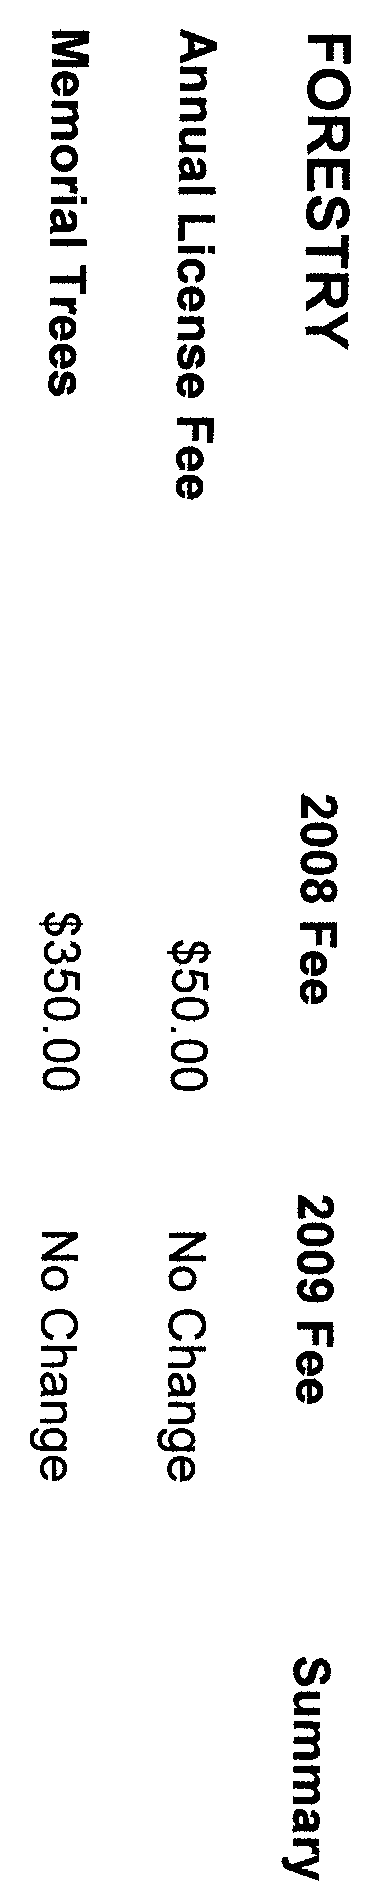 FORESTRY 2008 Fee 2009 Fee Summary
Annual License Fee $50.00 No Change
Memorial Trees $350.00 No Change